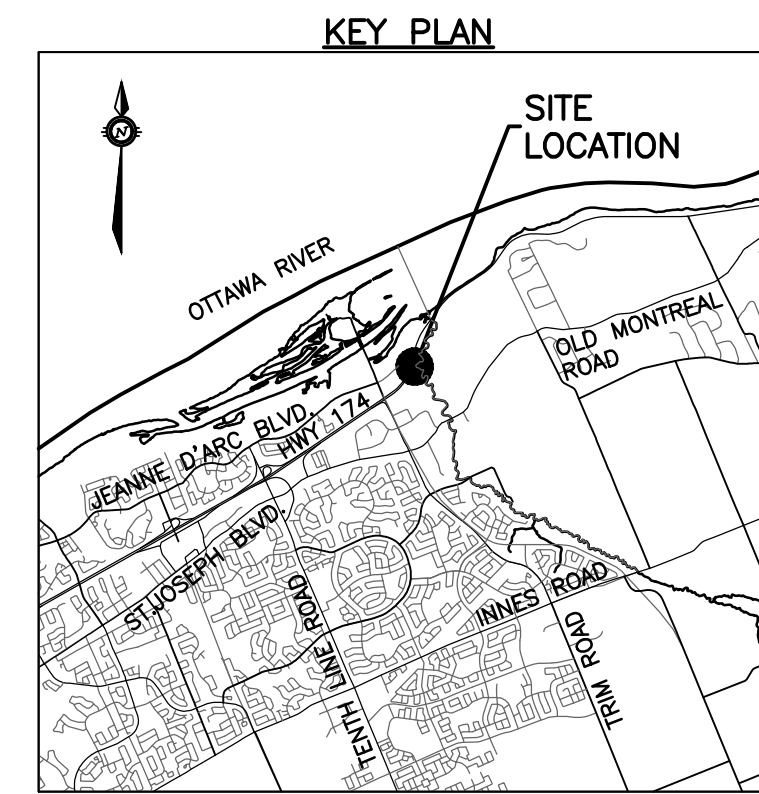 KEY PLAN
N
SITE
LOCATION
OTTAWA RIVER
OLD MONTREAL
ROAD
JEANNE D'ARC BLVD.
HWY 174
ST.JOSEPH BLVD.
INNES ROAD
TENTH LINE ROAD
TRIM ROAD